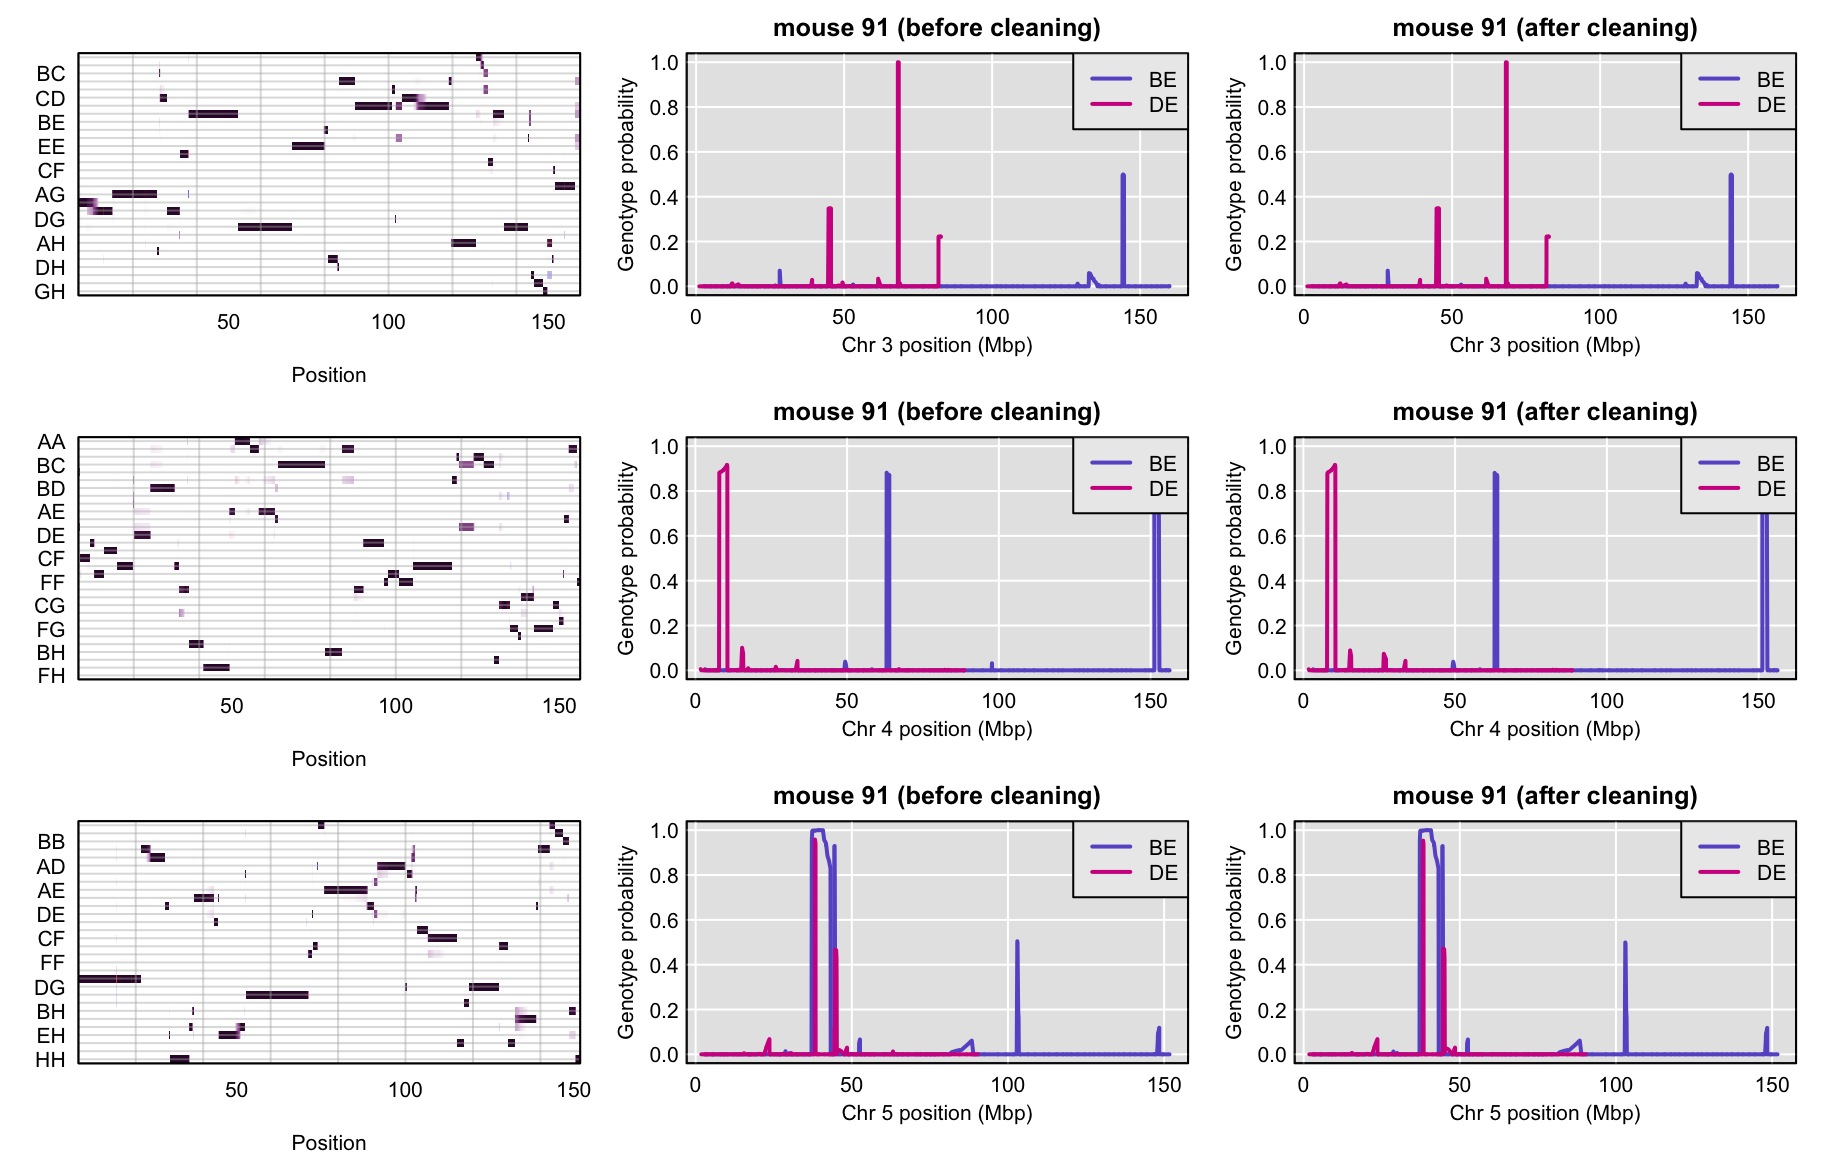 BC
CD
BE
EE
CF
AG
DG
AH
DH
GH
50 100 150
Position
mouse 91 (before cleaning)
Genotype probability
1.0
0.8
0.6
0.4
0.2
0.0
BE
DE
0 50 100 150
Chr 3 position (Mbp)
mouse 91 (after cleaning)
Genotype probability
1.0
0.8
0.6
0.4
0.2
0.0
BE
DE
0 50 100 150
Chr 3 position (Mbp)
AA
BC
BD
AE
DE
CF
FF
CG
FG
BH
FH
50 100 150
Position
mouse 91 (before cleaning)
Genotype probability
1.0
0.8
0.6
0.4
0.2
0.0
BE
DE
0 50 100 150
Chr 4 position (Mbp)
mouse 91 (after cleaning)
Genotype probability
1.0
0.8
0.6
0.4
0.2
0.0
BE
DE
0 50 100 150
Chr 4 position (Mbp)
BB
AD
AE
DE
CF
FF
DG
BH
EH
HH
50 100 150
Position
mouse 91 (before cleaning)
Genotype probability
1.0
0.8
0.6
0.4
0.2
0.0
BE
DE
0 50 100 150
Chr 5 position (Mbp)
mouse 91 (after cleaning)
Genotype probability
1.0
0.8
0.6
0.4
0.2
0.0
BE
DE
0 50 100 150
Chr 5 position (Mbp)